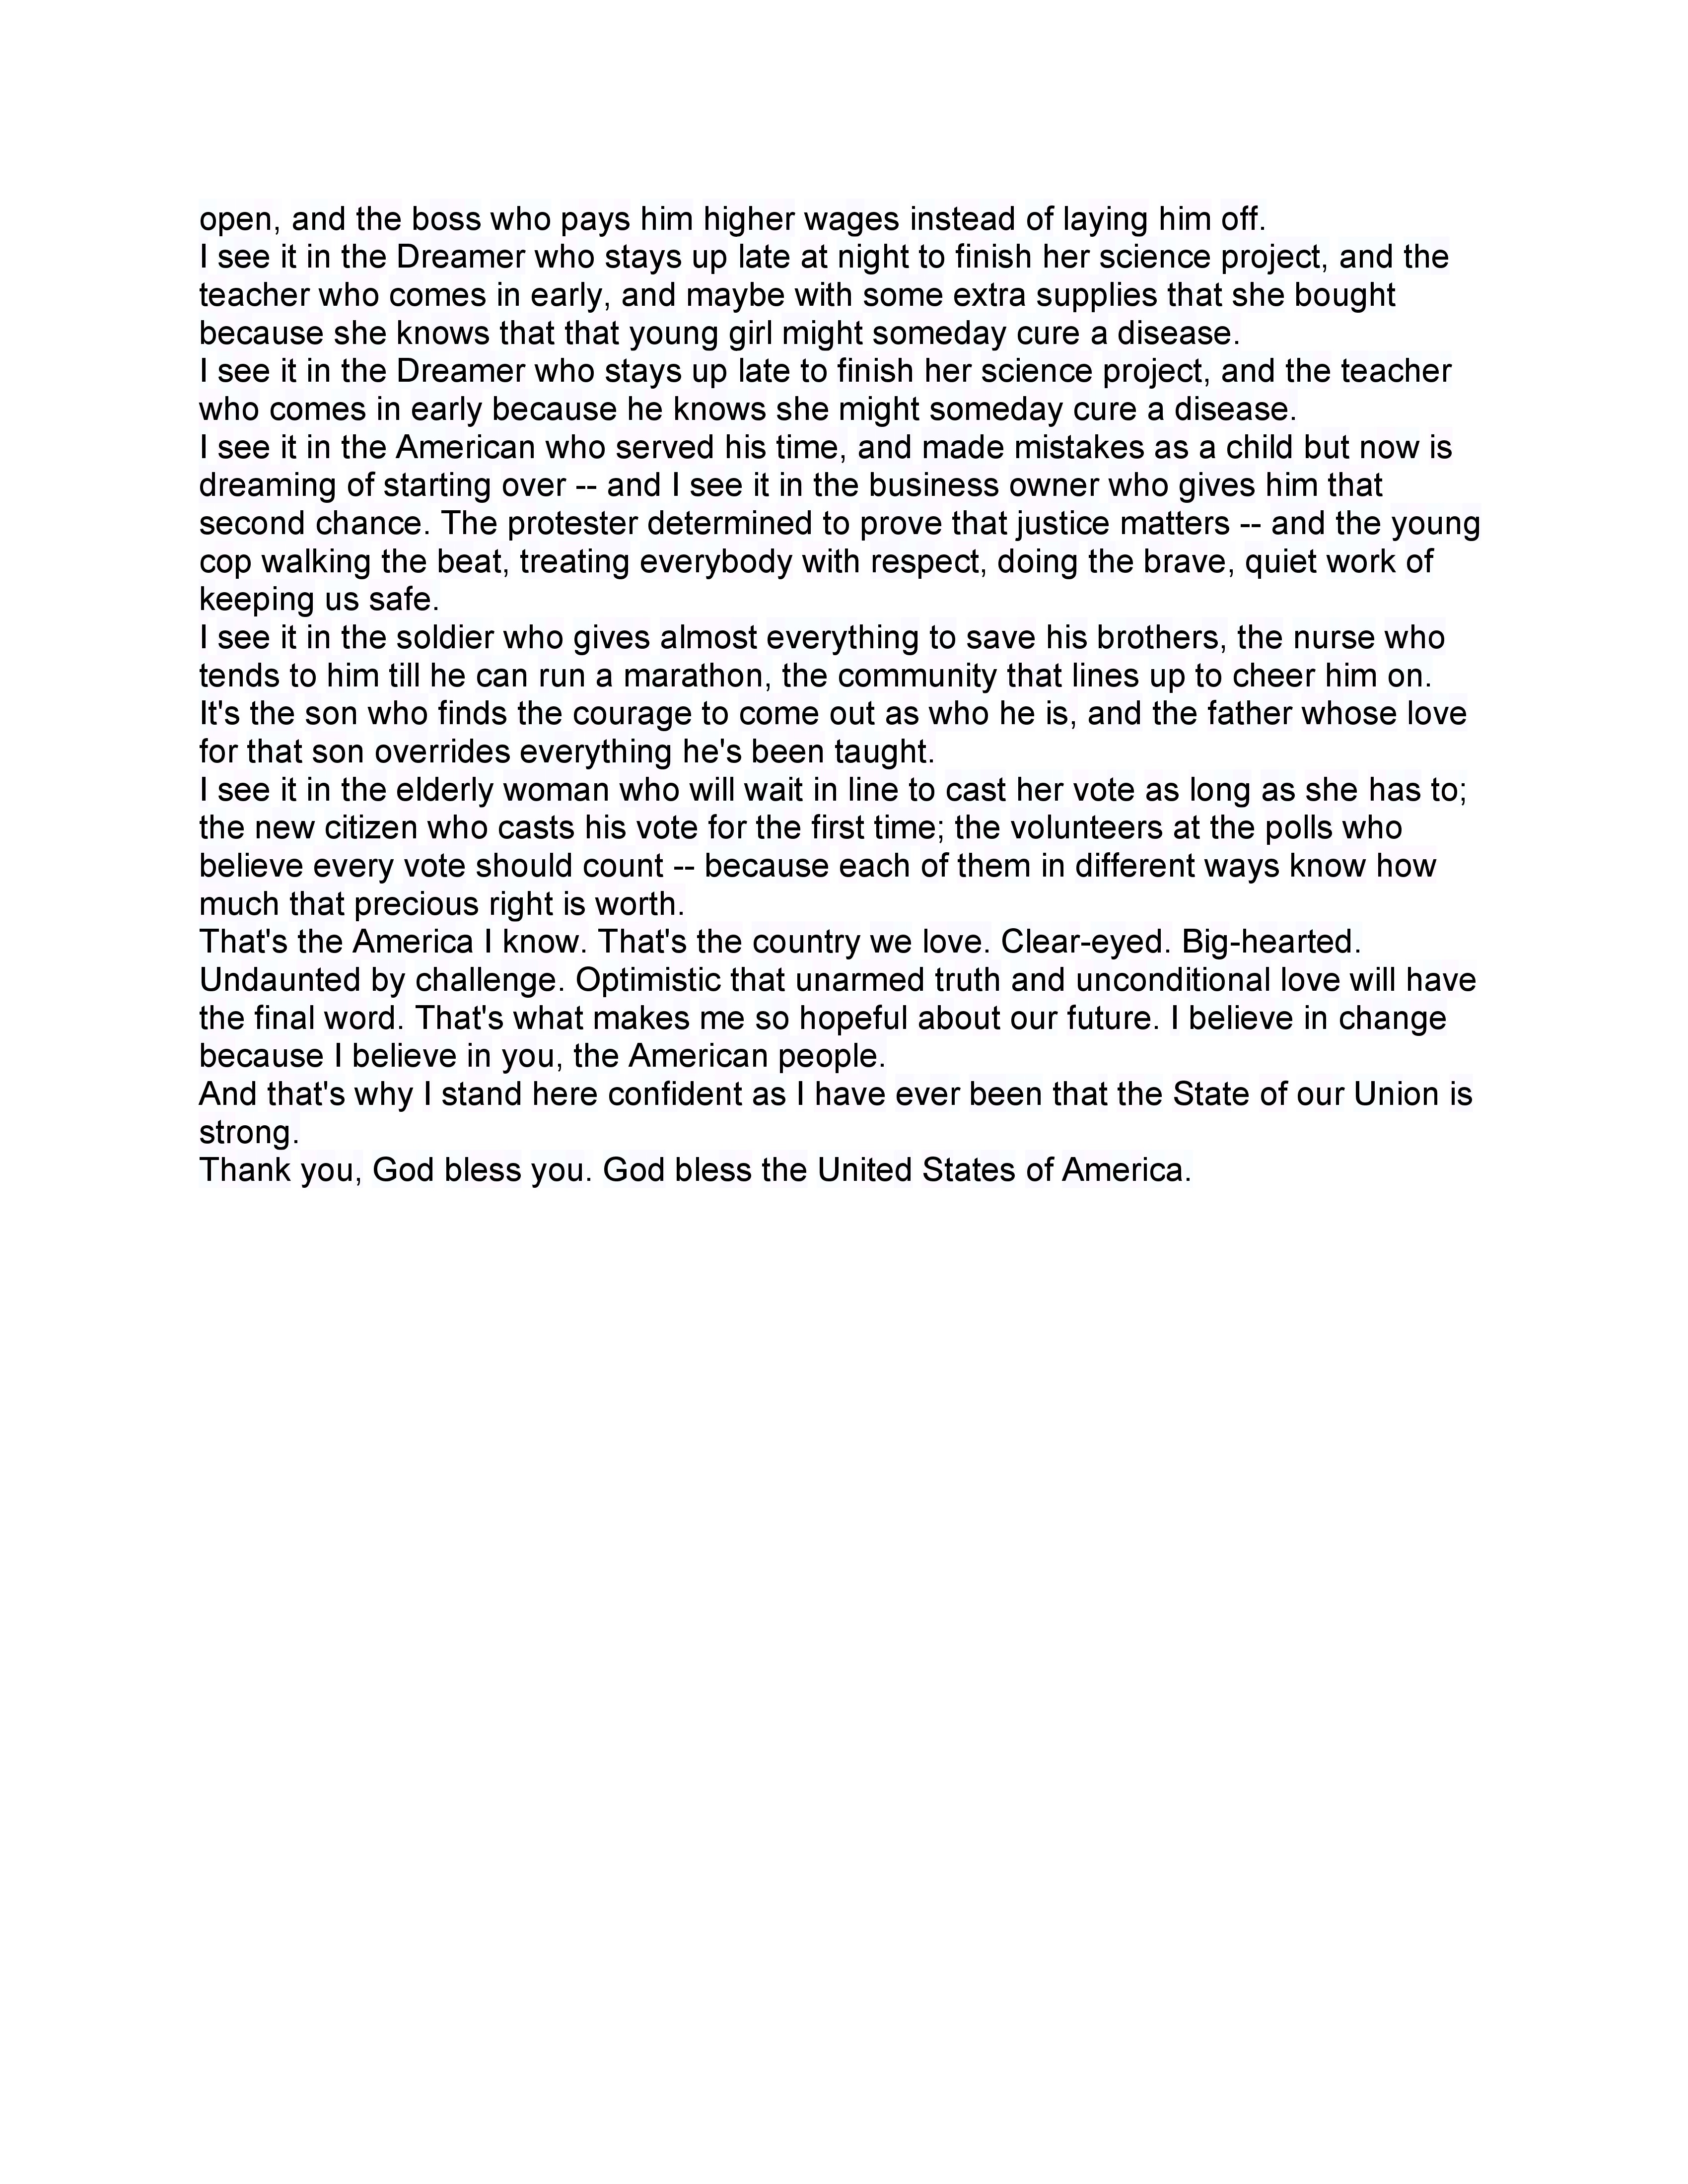 open, and the boss who pays him higher wages instead of laying him off.
I see it in the Dreamer who stays up late at night to finish her science project, and the
teacher who comes in early, and maybe with some extra supplies that she bought
because she knows that that young girl might someday cure a disease.
I see it in the Dreamer who stays up late to finish her science project, and the teacher
who comes in early because he knows she might someday cure a disease.
I see it in the American who served his time, and made mistakes as a child but now is
dreaming of starting over -- and I see it in the business owner who gives him that
second chance. The protester determined to prove that justice matters -- and the young
cop walking the beat, treating everybody with respect, doing the brave, quiet work of
keeping us safe.
I see it in the soldier who gives almost everything to save his brothers, the nurse who
tends to him till he can run a marathon, the community that lines up to cheer him on.
It's the son who finds the courage to come out as who he is, and the father whose love
for that son overrides everything he's been taught.
I see it in the elderly woman who will wait in line to cast her vote as long as she has to;
the new citizen who casts his vote for the first time; the volunteers at the polls who
believe every vote should count -- because each of them in different ways know how
much that precious right is worth.
That's the America I know. That's the country we love. Clear-eyed. Big-hearted.
Undaunted by challenge. Optimistic that unarmed truth and unconditional love will have
the final word. That's what makes me so hopeful about our future. I believe in change
because I believe in you, the American people.
And that's why I stand here confident as I have ever been that the State of our Union is
strong.
Thank you, God bless you. God bless the United States of America.